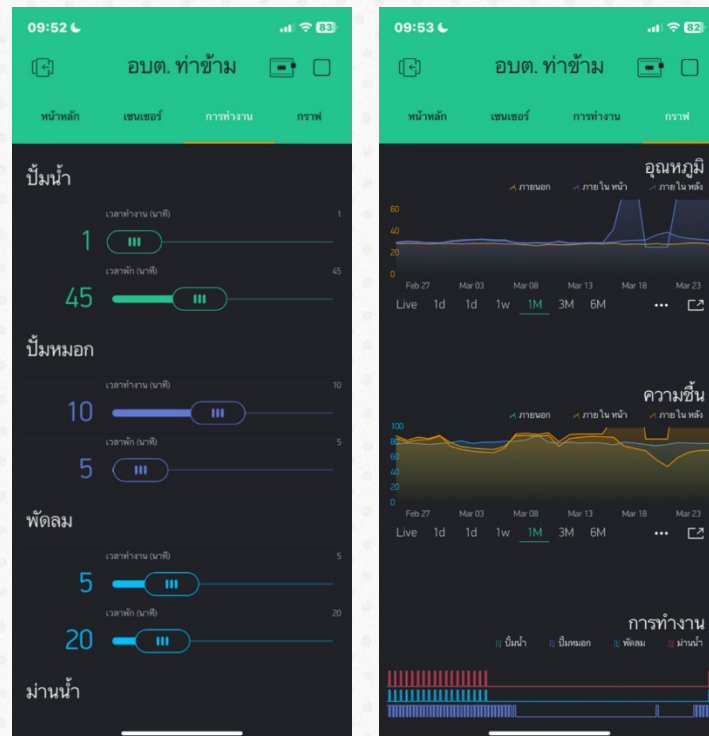 09:52
83
อบต. ท่าข้าม
หน้าหลัก เซนเซอร์ การทำงาน กราฟ
ปั้มน้ำ
เวลาทำงาน (นาที) 1
1
เวลาพัก (นาที) 45
45
ปั้มหมอก
เวลาทำงาน (นาที) 10
10
เวลาพัก (นาที) 5
5
พัดลม
เวลาทำงาน (นาที) 5
5
เวลาพัก (นาที) 20
20
ม่านน้ำ
09:53
82
อบต. ท่าข้าม
หน้าหลัก เซนเซอร์ การทำงาน กราฟ
อุณหภูมิ
ภายนอก ภายใน หน้า ภายใน หลัง
60
40
20
0
Feb 27 Mar 03 Mar 08 Mar 13 Mar 18 Mar 23
Live 1d 1d 1w 1M 3M 6M
ความชื้น
ภายนอก ภายใน หน้า ภายใน หลัง
100
80
60
40
20
0
Feb 27 Mar 03 Mar 08 Mar 13 Mar 18 Mar 23
Live 1d 1d 1w 1M 3M 6M
การทำงาน
ปั้มน้ำ ปั้มหมอก พัดลม ม่านน้ำ